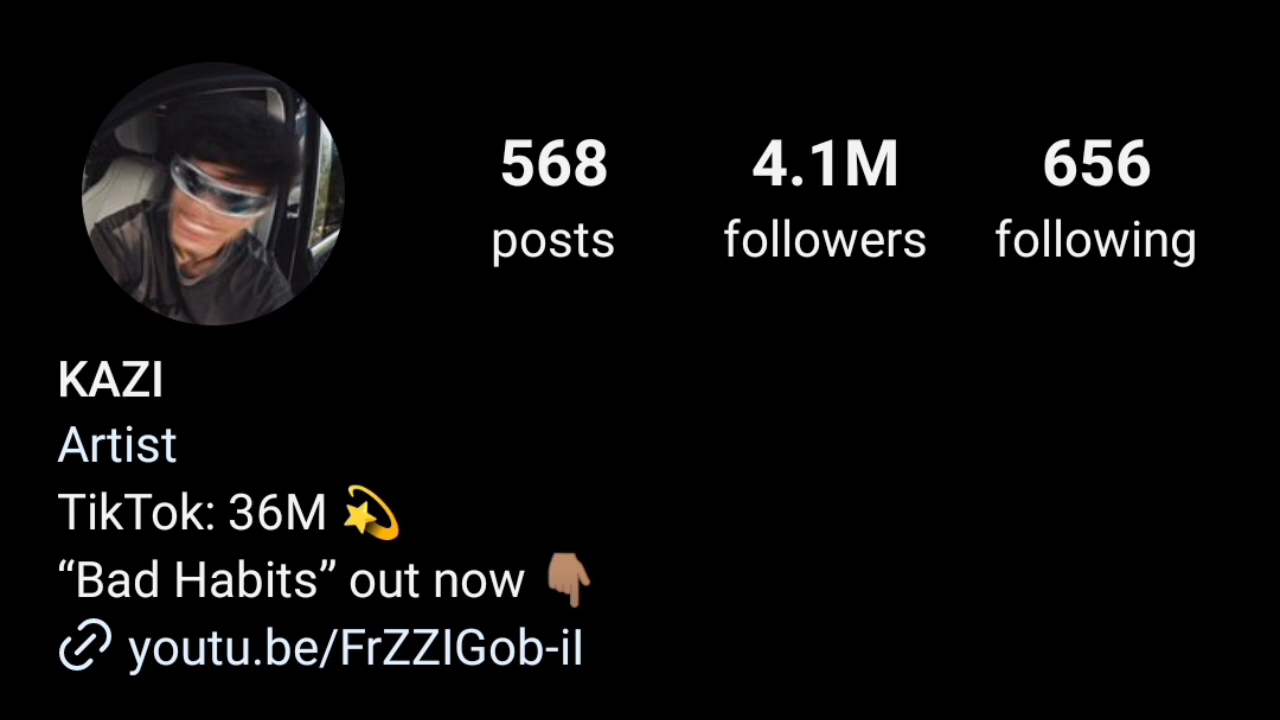 568 4.1M 656
posts followers following
KAZI
Artist
TikTok: 36M 💫
“Bad Habits” out now 👇🏽
youtu.be/FrZZIGob-iI